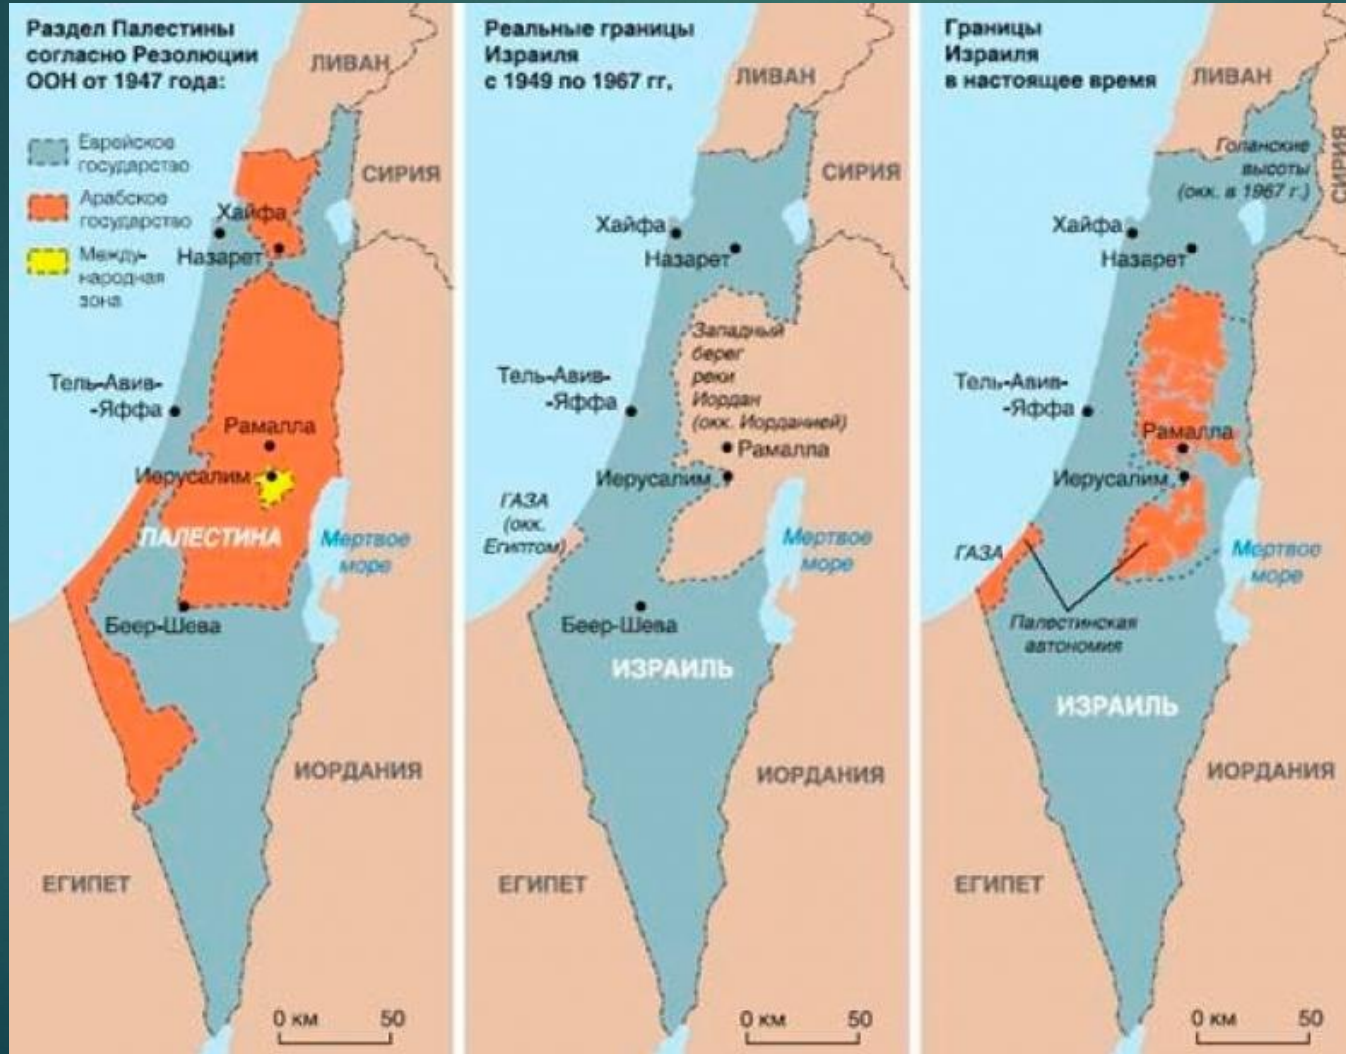 Раздел Палестины
согласно Резолюции
ООН от 1947 года:
Еврейское
государство
Арабское
государство
Между-
народная
зона
ЛИВАН
СИРИЯ
Хайфа
Назарет
Тель-Авив-
-Яффа
Рамалла
Иерусалим
ПАЛЕСТИНА
Мертвое
море
Беер-Шева
ИОРДАНИЯ
ЕГИПЕТ
0 км 50
Реальные границы
Израиля
с 1949 по 1967 гг.
ЛИВАН
СИРИЯ
Хайфа
Назарет
Западный
берег
реки
Иордан
(окк. Иорданией)
Тель-Авив-
-Яффа
Рамалла
Иерусалим
ГАЗА
(окк.
Египтом)
Мертвое
море
Беер-Шева
ИЗРАИЛЬ
ИОРДАНИЯ
ЕГИПЕТ
0 км 50
Границы
Израиля
в настоящее время
ЛИВАН
СИРИЯ
Голанские
высоты
(окк. в 1967 г.)
Хайфа
Назарет
Тель-Авив-
-Яффа
Рамалла
Иерусалим
ГАЗА
Мертвое
море
Палестинская
автономия
ИЗРАИЛЬ
ИОРДАНИЯ
ЕГИПЕТ
0 км 50